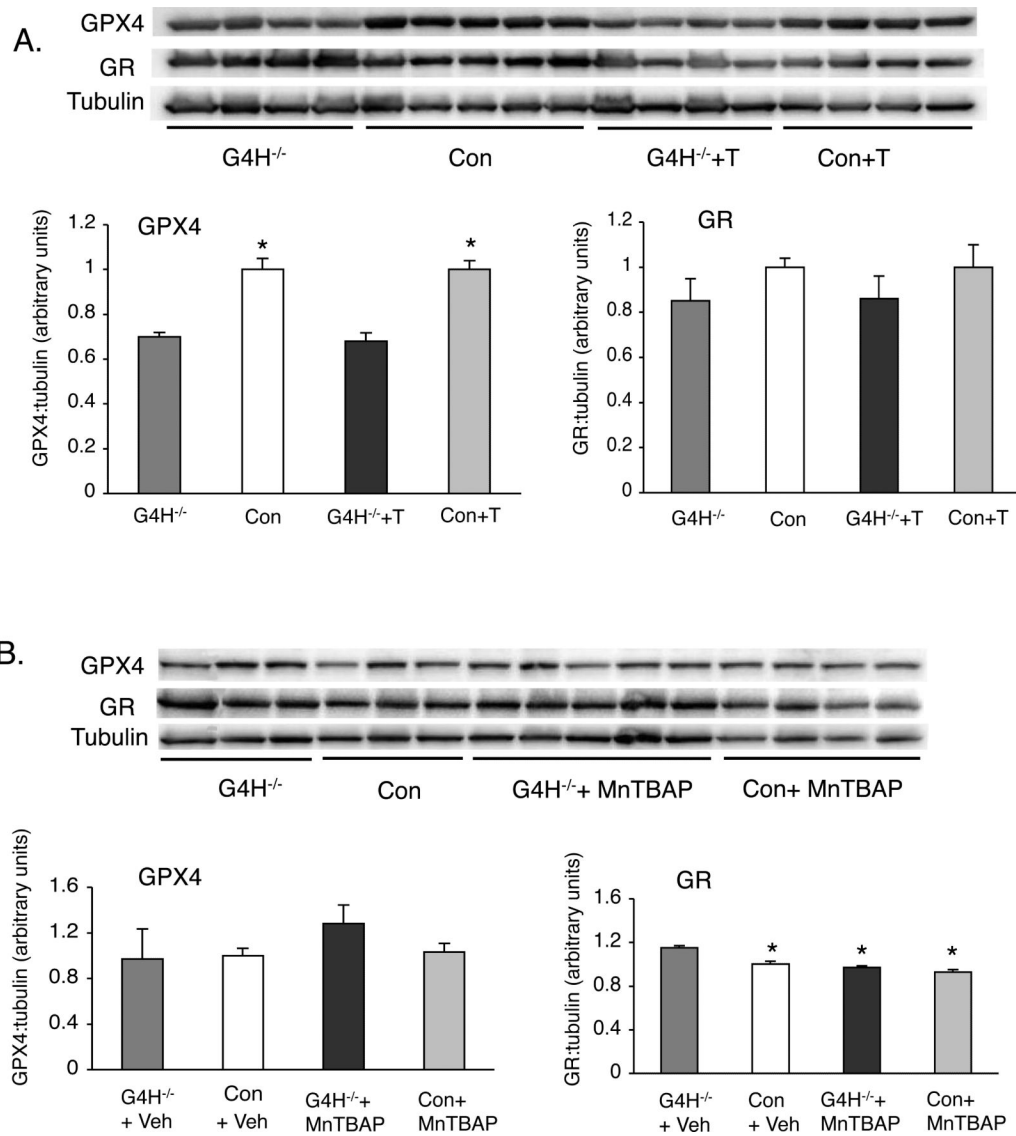 A.
GPX4
GR
Tubulin
G4H-/- Con G4H-/-+T Con+T
GPX4
GPX4:tubulin (arbitrary units)
1.2
1
0.8
0.6
0.4
0.2
0
* *
G4H-/- Con G4H-/-+T Con+T
GR
GR:tubulin (arbitrary units)
1.2
1
0.8
0.6
0.4
0.2
0
G4H-/- Con G4H-/-+T Con+T
B.
GPX4
GR
Tubulin
G4H-/- Con G4H-/-+ MnTBAP Con+ MnTBAP
GPX4
GPX4:tubulin (arbitrary units)
1.6
1.2
0.8
0.4
0
G4H-/- Con G4H-/-+ Con+
+ Veh + Veh MnTBAP MnTBAP
GR
GR:tubulin (arbitrary units)
1.6
1.2
0.8
0.4
0
* * *
G4H-/- Con G4H-/-+ Con+
+ Veh + Veh MnTBAP MnTBAP